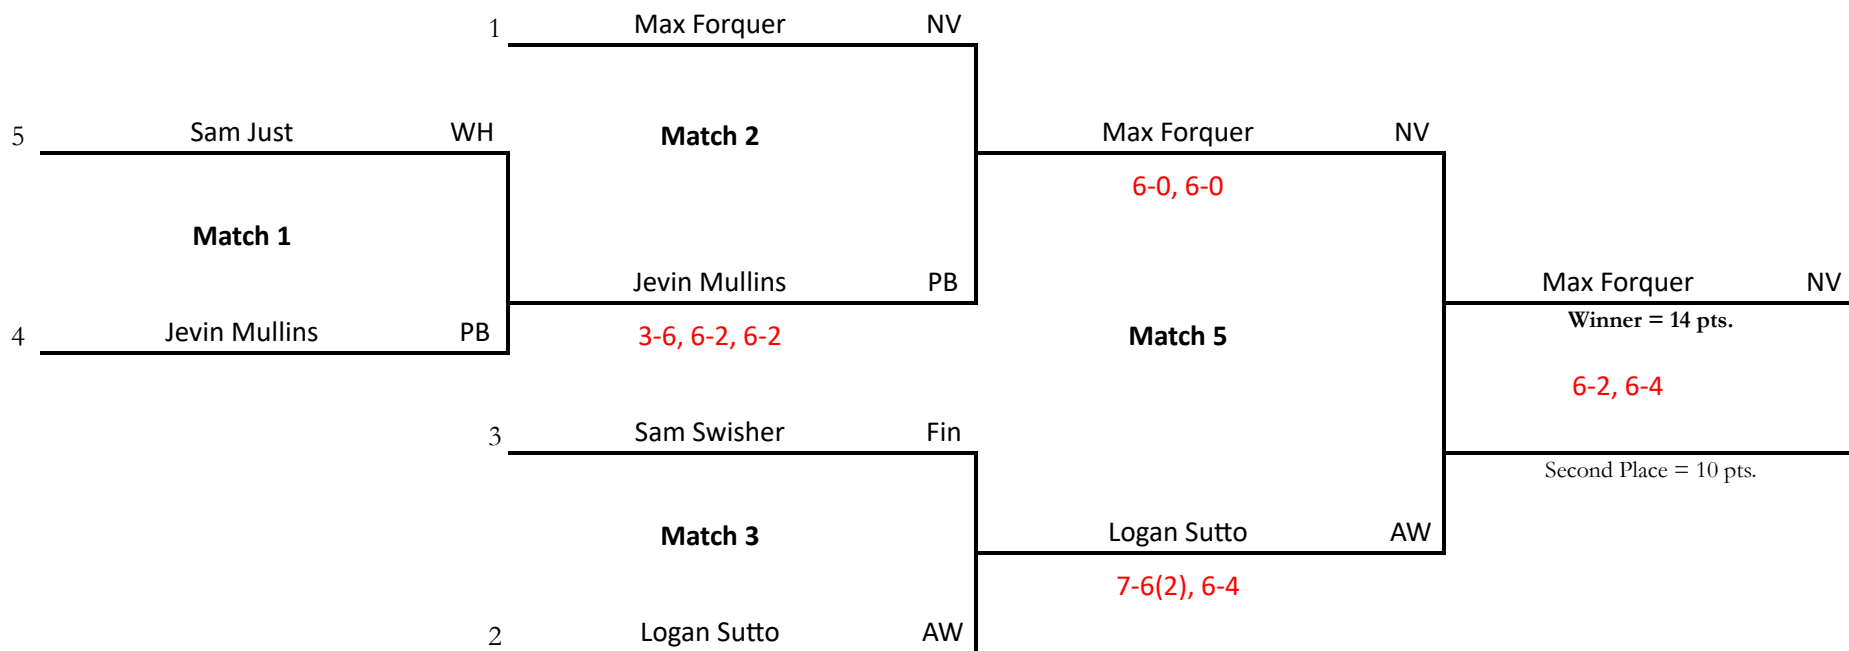 1 Max Forquer NV
5 Sam Just WH Match 2 Max Forquer NV
6-0, 6-0
Match 1
Jevin Mullins PB Max Forquer NV
4 Jevin Mullins PB 3-6, 6-2, 6-2 Match 5 Winner = 14 pts.
6-2, 6-4
3 Sam Swisher Fin
Second Place = 10 pts.
Match 3 Logan Sutto AW
7-6(2), 6-4
2 Logan Sutto AW